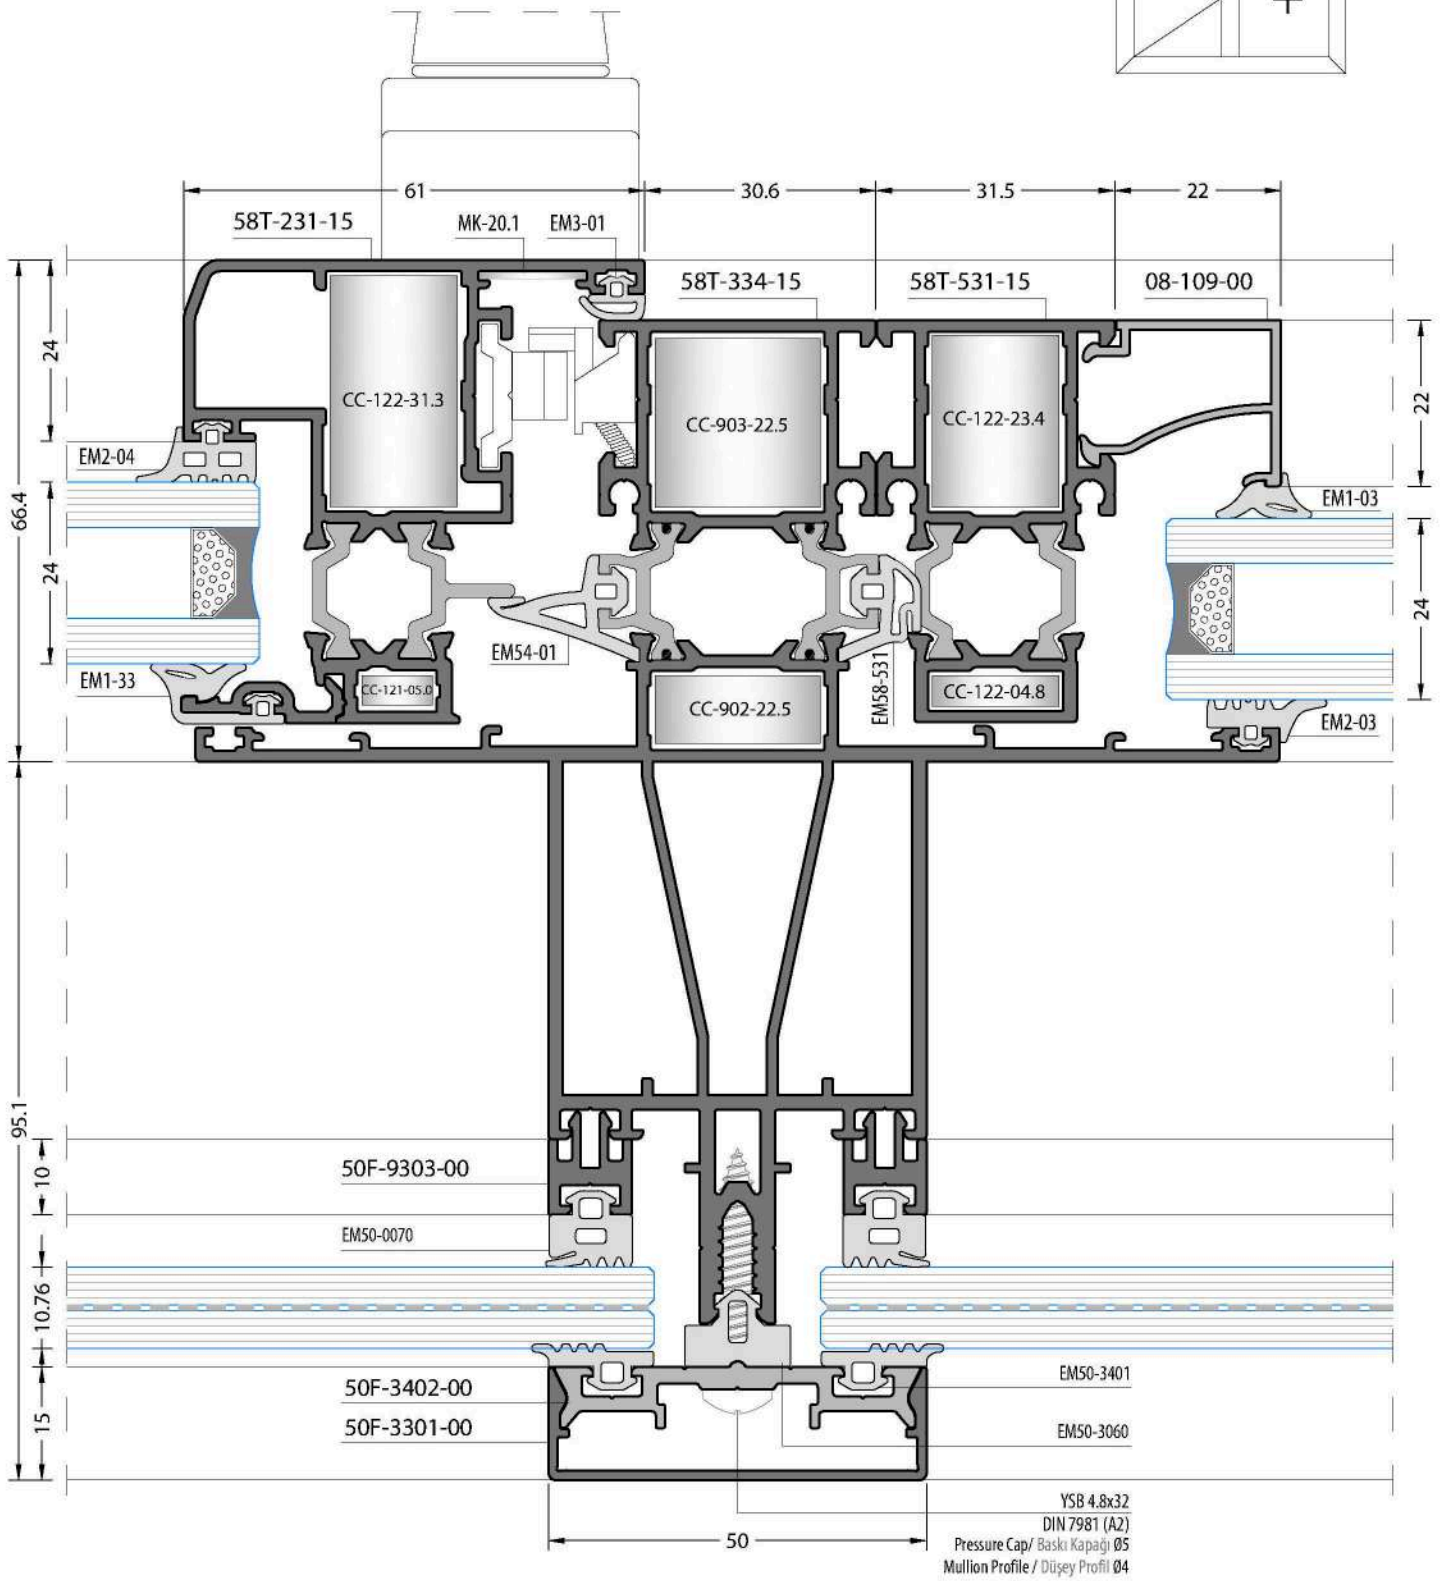 61
30.6
31.5
22
58T-231-15
MK-20.1
EM3-01
58T-334-15
58T-531-15
08-109-00
24
CC-122-31.3
CC-903-22.5
CC-122-23.4
22
EM2-04
EM1-03
66.4
24
24
EM54-01
EM1-33
CC-121-05.0
CC-902-22.5
EM58-531
CC-122-04.8
EM2-03
95.1
10
50F-9303-00
EM50-0070
10.76
50F-3402-00
EM50-3401
15
50F-3301-00
EM50-3060
YSB 4.8x32
DIN 7981 (A2)
50
Pressure Cap/ Baskı Kapağı Ø5
Mullion Profile / Düşey Profil Ø4